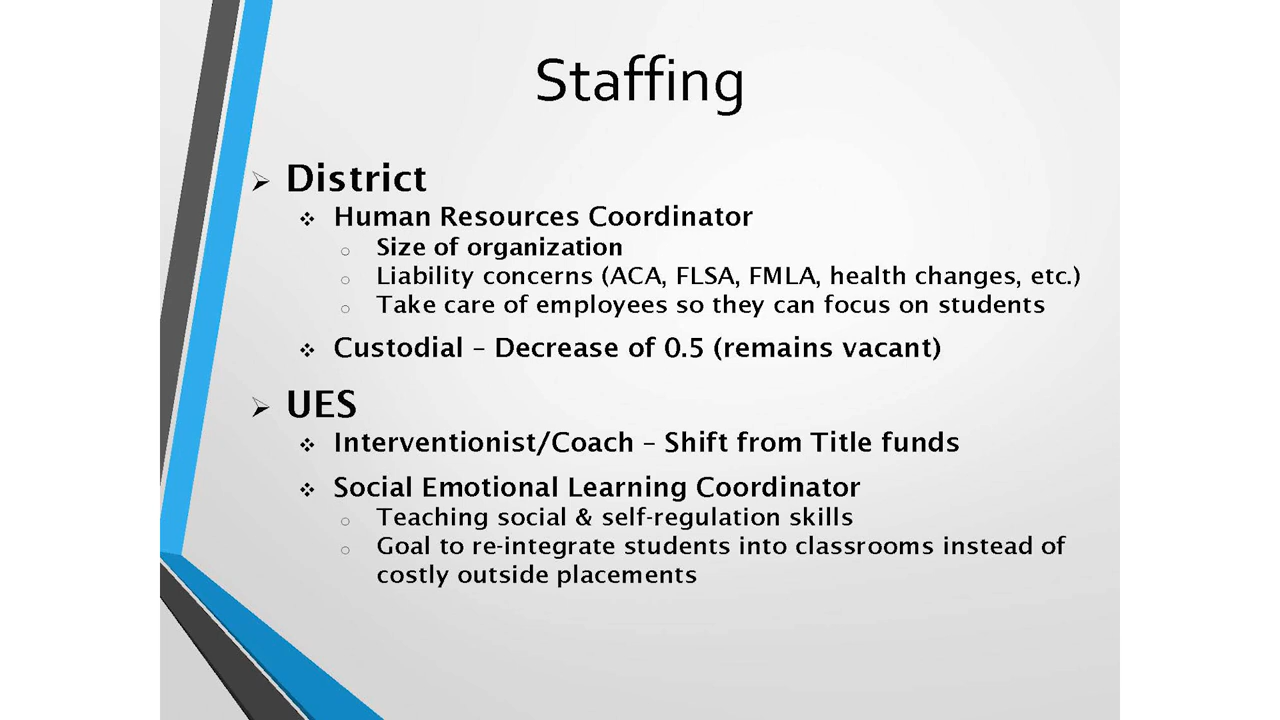 Staffing
District
Human Resources Coordinator
Size of organization
Liability concerns (ACA, FLSA, FMLA, health changes, etc.)
Take care of employees so they can focus on students
Custodial – Decrease of 0.5 (remains vacant)
UES
Interventionist/Coach – Shift from Title funds
Social Emotional Learning Coordinator
Teaching social & self-regulation skills
Goal to re-integrate students into classrooms instead of
costly outside placements